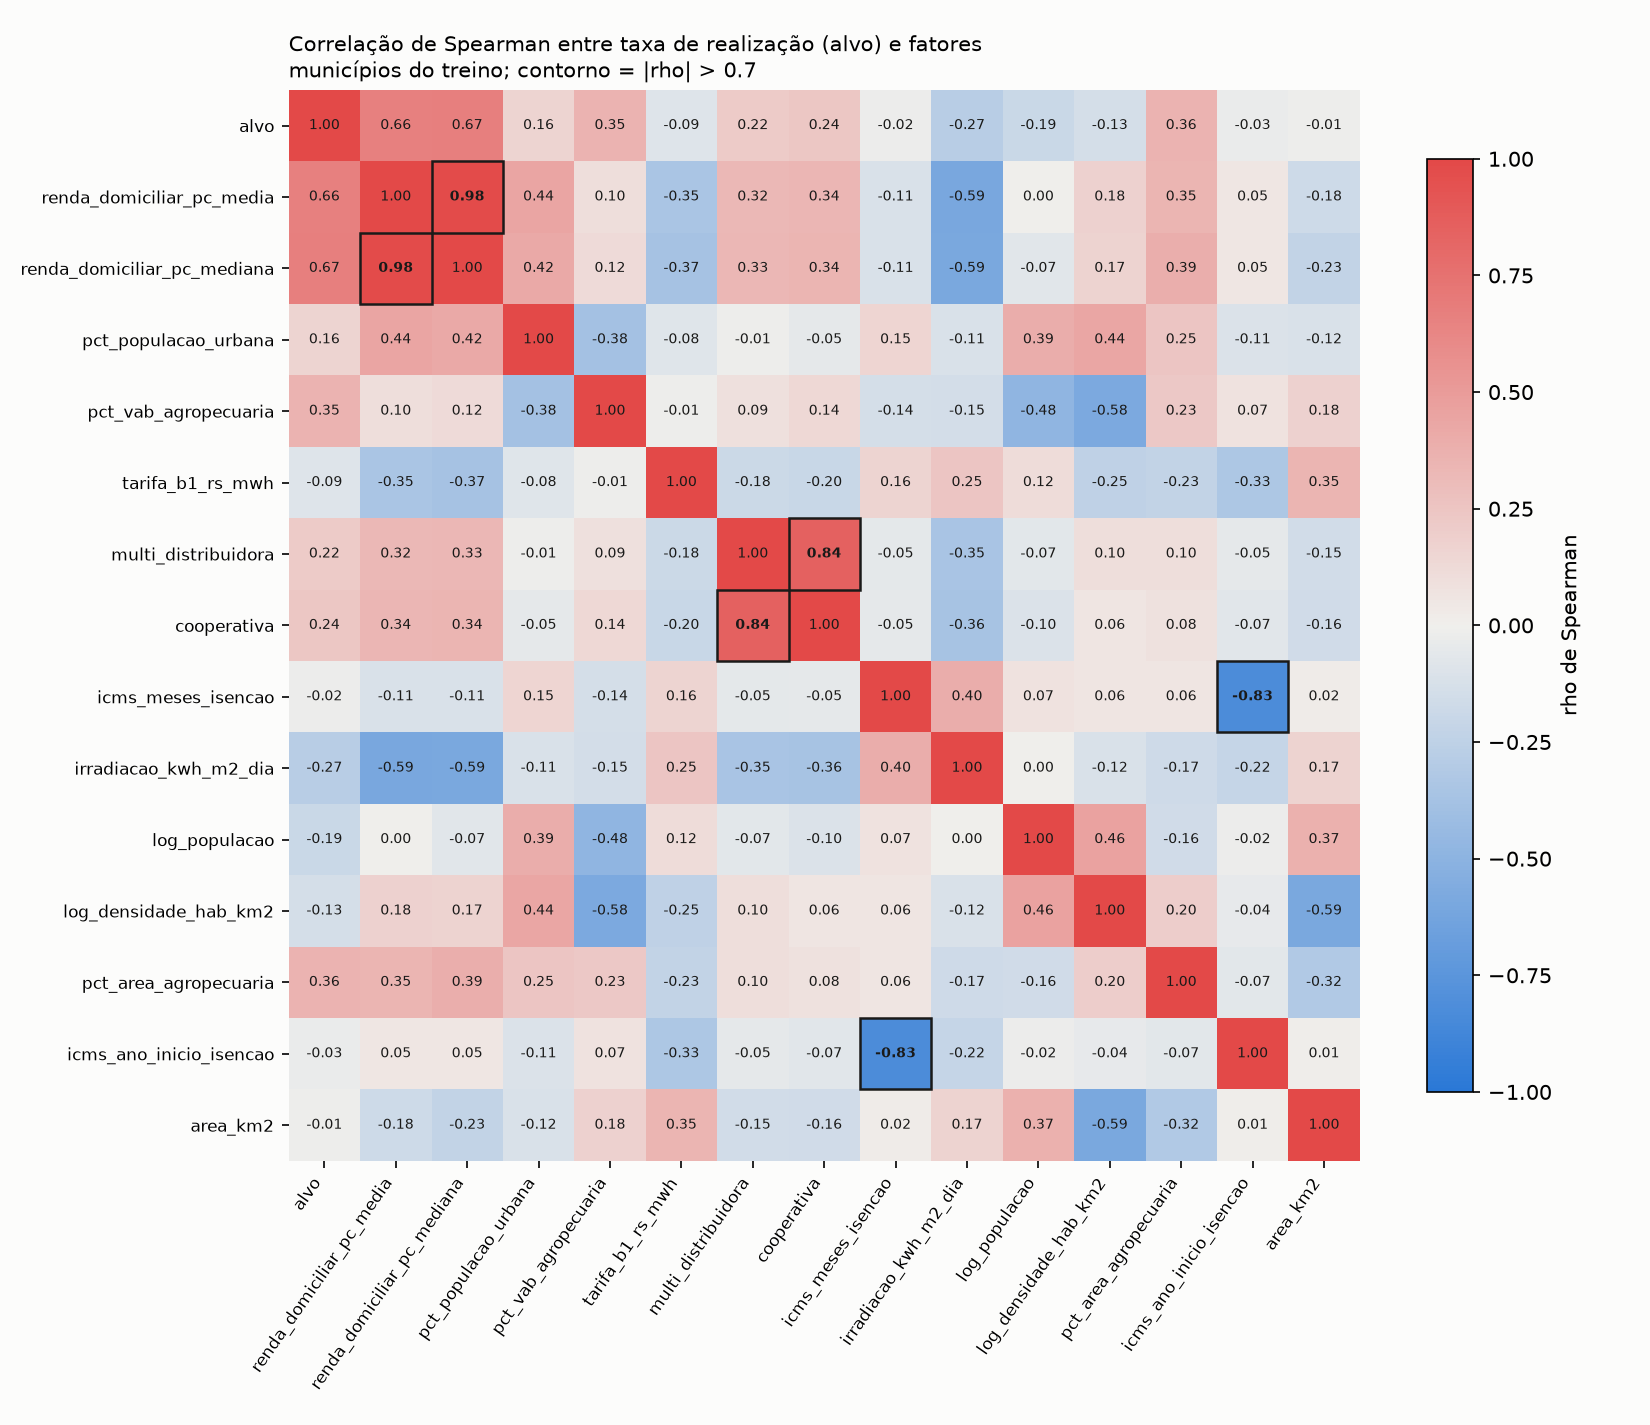 Correlação de Spearman entre taxa de realização (alvo) e fatores
municípios do treino; contorno = |rho| > 0.7
alvo 1.00 0.66 0.67 0.16 0.35 -0.09 0.22 0.24 -0.02 -0.27 -0.19 -0.13 0.36 -0.03 -0.01
renda_domiciliar_pc_media 0.66 1.00 0.98 0.44 0.10 -0.35 0.32 0.34 -0.11 -0.59 0.00 0.18 0.35 0.05 -0.18
renda_domiciliar_pc_mediana 0.67 0.98 1.00 0.42 0.12 -0.37 0.33 0.34 -0.11 -0.59 -0.07 0.17 0.39 0.05 -0.23
pct_populacao_urbana 0.16 0.44 0.42 1.00 -0.38 -0.08 -0.01 -0.05 0.15 -0.11 0.39 0.44 0.25 -0.11 -0.12
pct_vab_agropecuaria 0.35 0.10 0.12 -0.38 1.00 -0.01 0.09 0.14 -0.14 -0.15 -0.48 -0.58 0.23 0.07 0.18
tarifa_b1_rs_mwh -0.09 -0.35 -0.37 -0.08 -0.01 1.00 -0.18 -0.20 0.16 0.25 0.12 -0.25 -0.23 -0.33 0.35
multi_distribuidora 0.22 0.32 0.33 -0.01 0.09 -0.18 1.00 0.84 -0.05 -0.35 -0.07 0.10 0.10 -0.05 -0.15
cooperativa 0.24 0.34 0.34 -0.05 0.14 -0.20 0.84 1.00 -0.05 -0.36 -0.10 0.06 0.08 -0.07 -0.16
icms_meses_isencao -0.02 -0.11 -0.11 0.15 -0.14 0.16 -0.05 -0.05 1.00 0.40 0.07 0.06 0.06 -0.83 0.02
irradiacao_kwh_m2_dia -0.27 -0.59 -0.59 -0.11 -0.15 0.25 -0.35 -0.36 0.40 1.00 0.00 -0.12 -0.17 -0.22 0.17
log_populacao -0.19 0.00 -0.07 0.39 -0.48 0.12 -0.07 -0.10 0.07 0.00 1.00 0.46 -0.16 -0.02 0.37
log_densidade_hab_km2 -0.13 0.18 0.17 0.44 -0.58 -0.25 0.10 0.06 0.06 -0.12 0.46 1.00 0.20 -0.04 -0.59
pct_area_agropecuaria 0.36 0.35 0.39 0.25 0.23 -0.23 0.10 0.08 0.06 -0.17 -0.16 0.20 1.00 -0.07 -0.32
icms_ano_inicio_isencao -0.03 0.05 0.05 -0.11 0.07 -0.33 -0.05 -0.07 -0.83 -0.22 -0.02 -0.04 -0.07 1.00 0.01
area_km2 -0.01 -0.18 -0.23 -0.12 0.18 0.35 -0.15 -0.16 0.02 0.17 0.37 -0.59 -0.32 0.01 1.00
alvo
renda_domiciliar_pc_media
renda_domiciliar_pc_mediana
pct_populacao_urbana
pct_vab_agropecuaria
tarifa_b1_rs_mwh
multi_distribuidora
cooperativa
icms_meses_isencao
irradiacao_kwh_m2_dia
log_populacao
log_densidade_hab_km2
pct_area_agropecuaria
icms_ano_inicio_isencao
area_km2
1.00
0.75
0.50
0.25
0.00
−0.25
−0.50
−0.75
−1.00
rho de Spearman